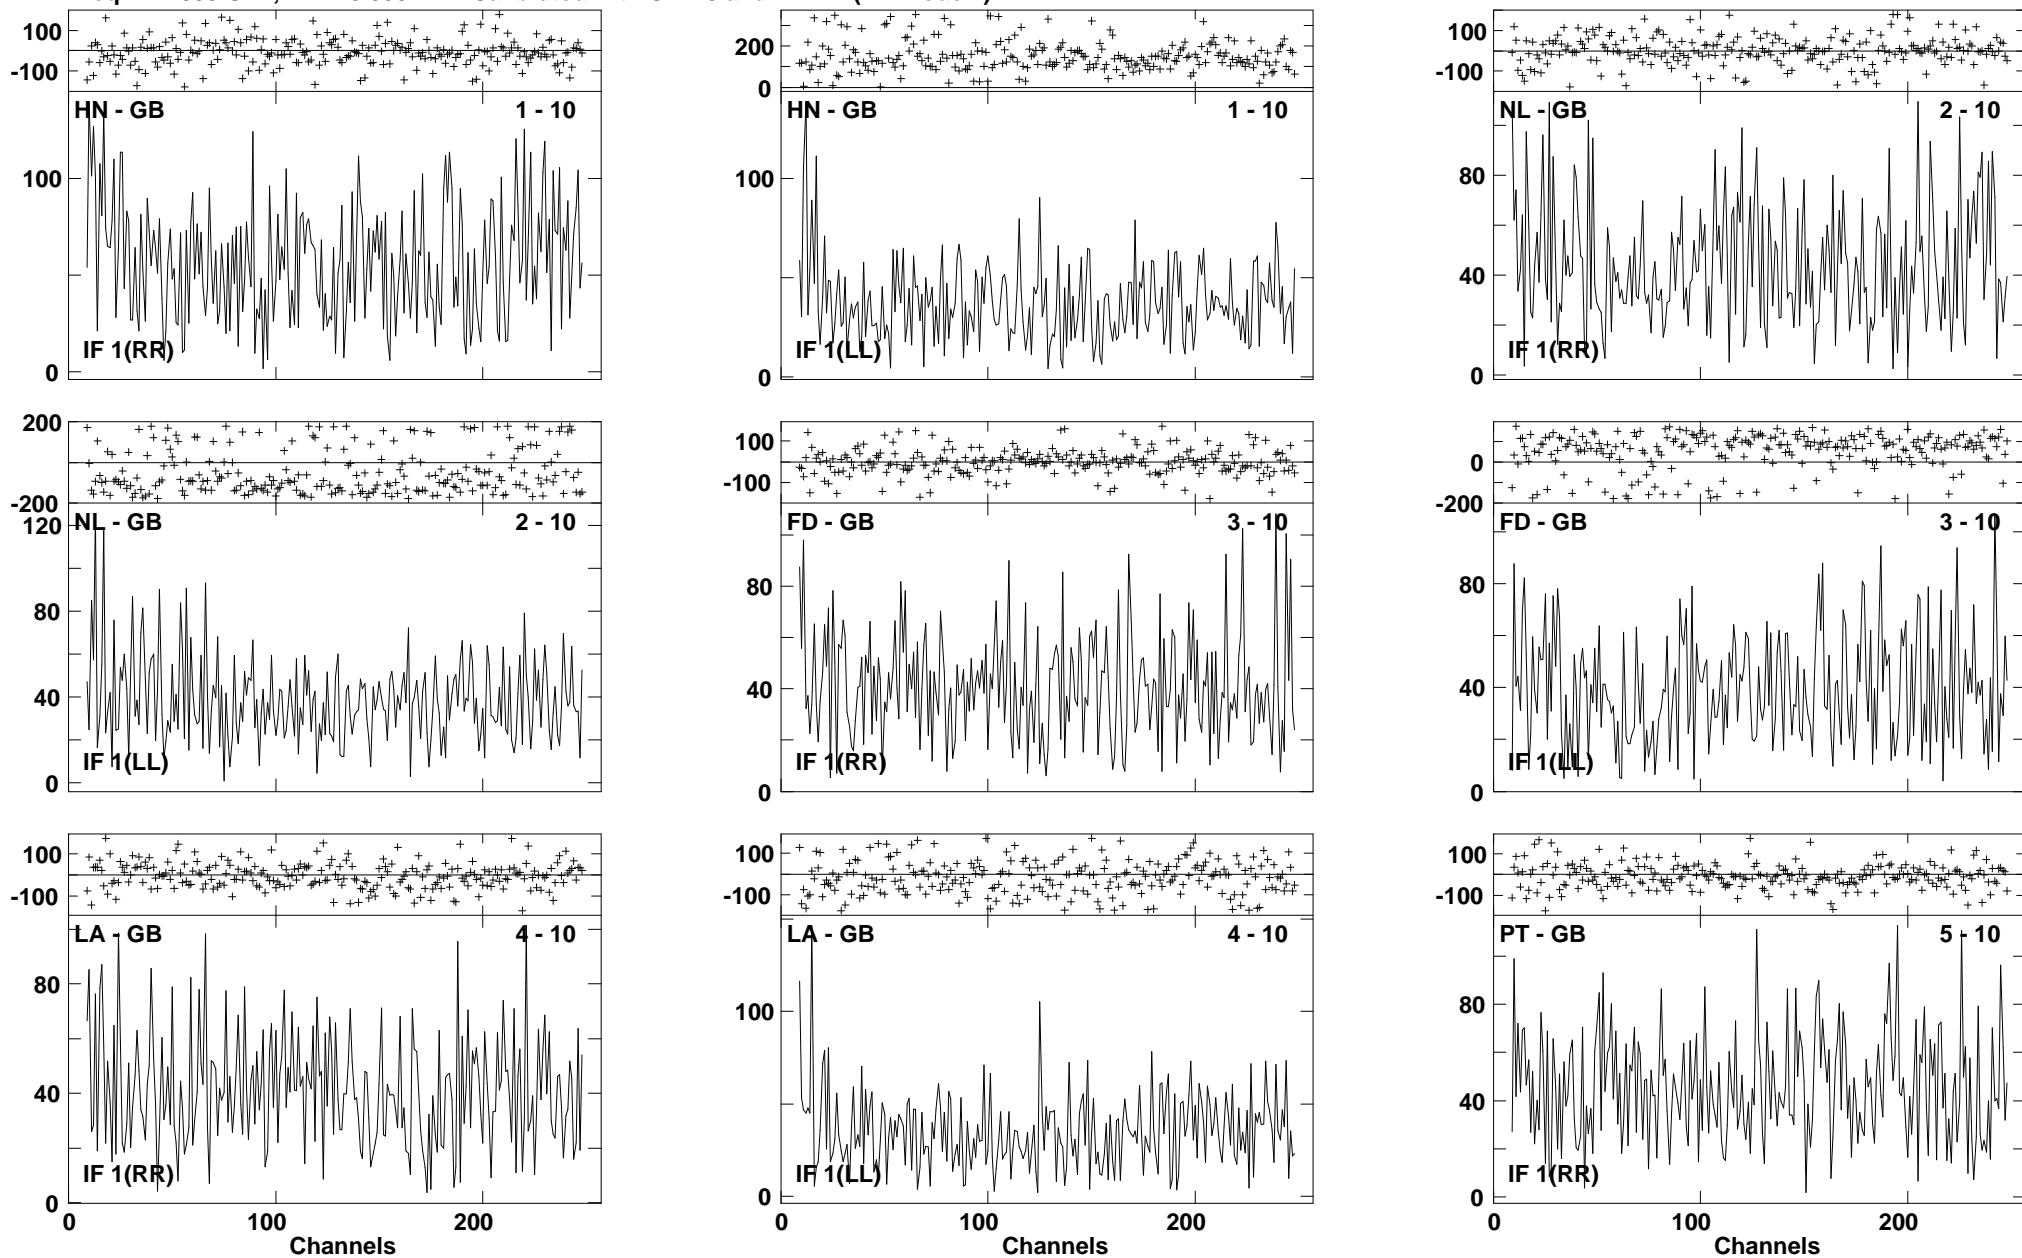 100 -100 HN - GB 1 - 10 100 0 IF 1(RR)
200 0 HN - GB 1 - 10 100 0 IF 1(LL)
100 -100 NL - GB 2 - 10 80 40 0 IF 1(RR)
200 -200 NL - GB 2 - 10 120 80 40 0 IF 1(LL)
100 -100 FD - GB 3 - 10 80 40 0 IF 1(RR)
0 -200 FD - GB 3 - 10 80 40 0 IF 1(LL)
100 -100 LA - GB 4 - 10 80 40 0 IF 1(RR)
100 -100 LA - GB 4 - 10 100 0 IF 1(LL)
100 -100 PT - GB 5 - 10 80 40 0 IF 1(RR)
0 100 200 0 100 200 0 100 200
Channels Channels Channels